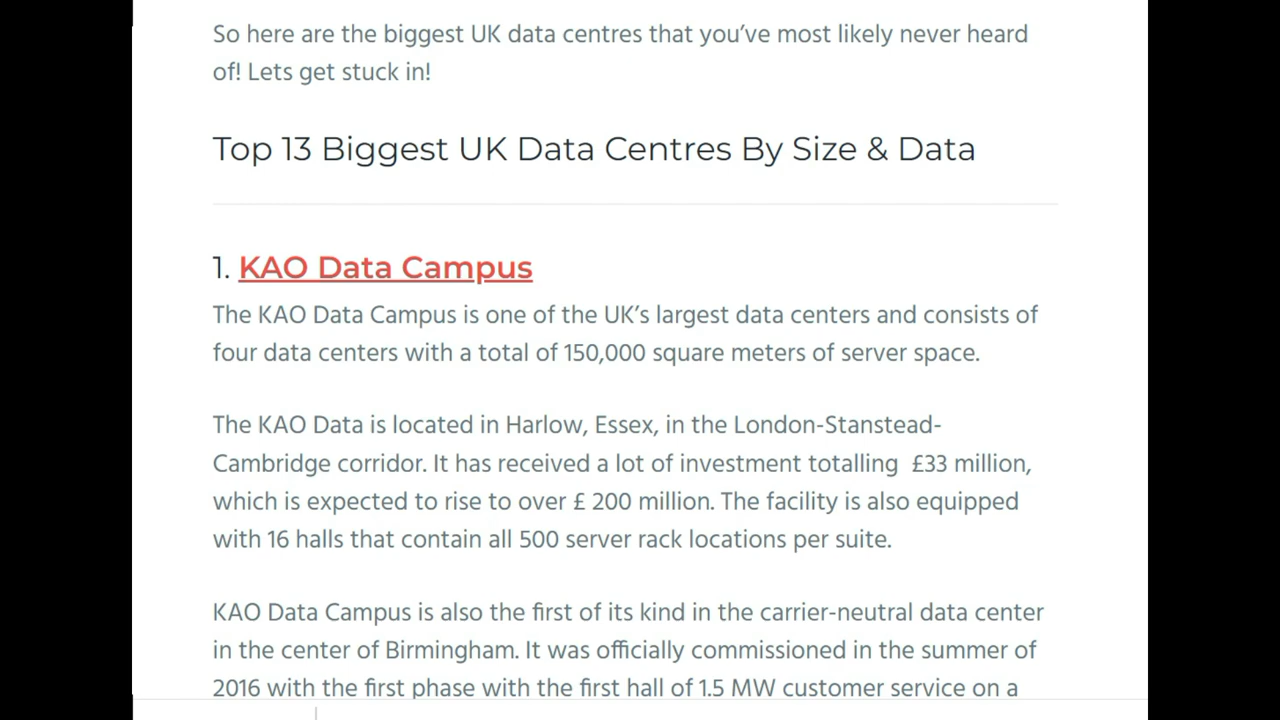 So here are the biggest UK data centres that you’ve most likely never heard
of! Lets get stuck in!
Top 13 Biggest UK Data Centres By Size & Data
1. KAO Data Campus
The KAO Data Campus is one of the UK’s largest data centers and consists of
four data centers with a total of 150,000 square meters of server space.
The KAO Data is located in Harlow, Essex, in the London-Stanstead-
Cambridge corridor. It has received a lot of investment totalling  £33 million,
which is expected to rise to over £ 200 million. The facility is also equipped
with 16 halls that contain all 500 server rack locations per suite.
KAO Data Campus is also the first of its kind in the carrier-neutral data center
in the center of Birmingham. It was officially commissioned in the summer of
2016 with the first phase with the first hall of 1.5 MW customer service on a